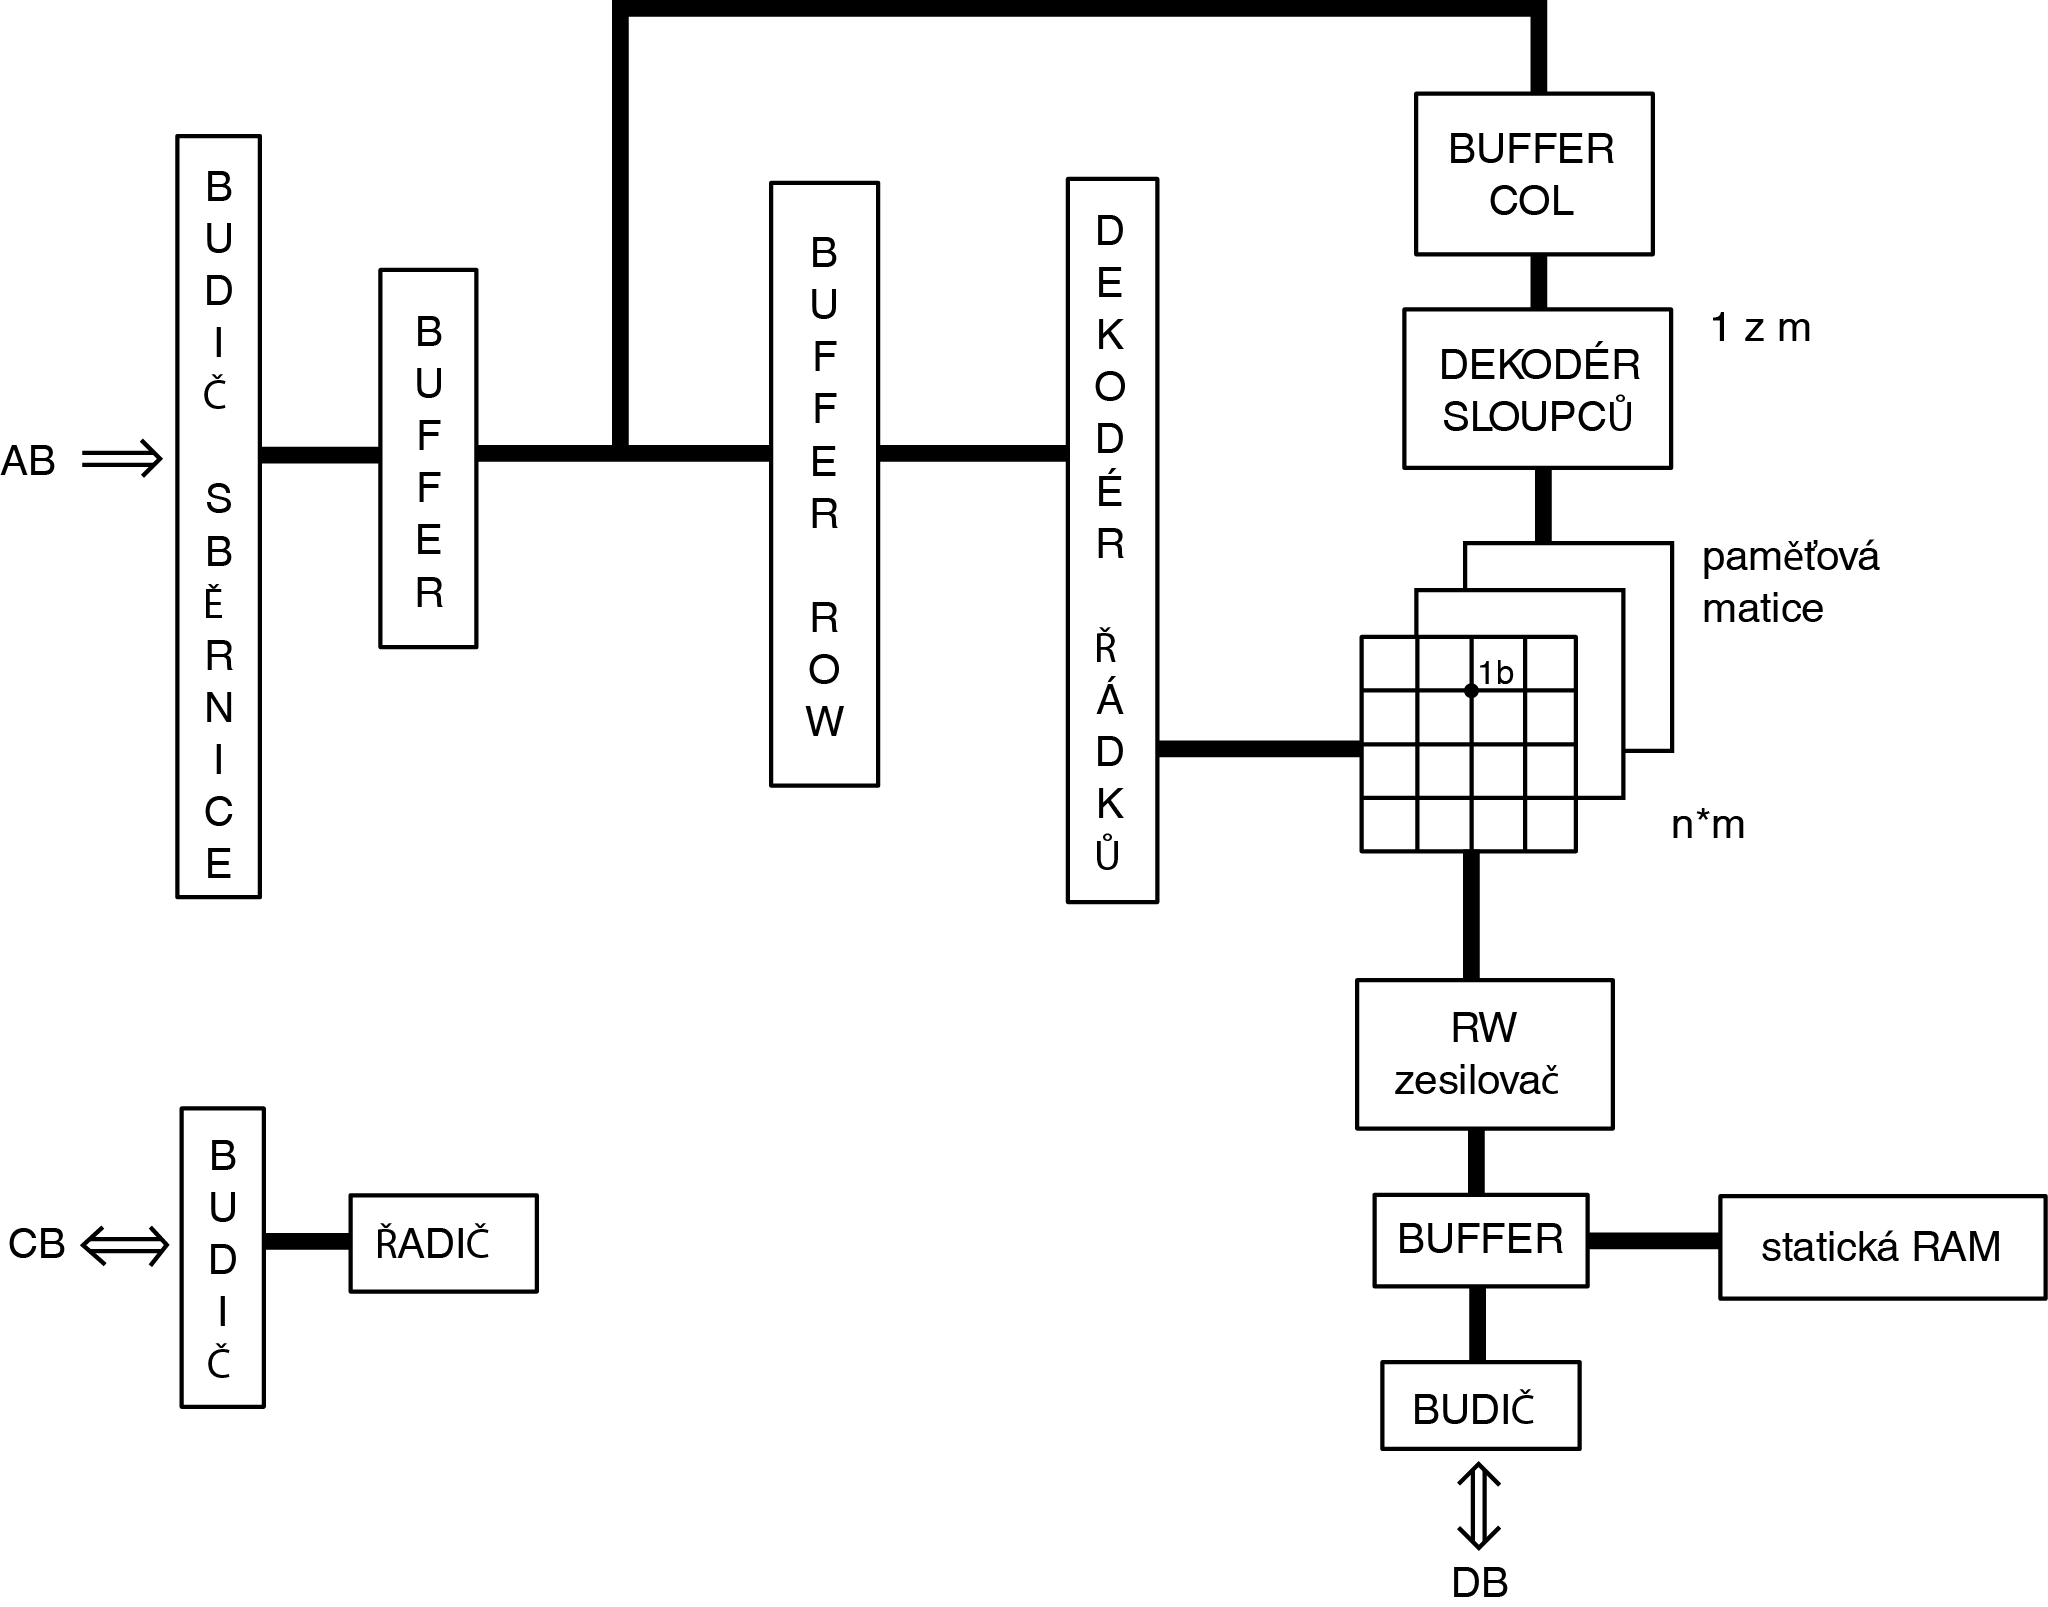 AB
BUDIČ SBĚRNICE
BUFFER
BUFFER ROW
DEKODÉR ŘÁDKŮ
BUFFER
COL
DEKODÉR
SLOUPCŮ
1 z m
paměťová
matice
1b
n*m
RW
zesilovač
CB
BUDIČ
ŘADIČ
BUFFER
statická RAM
BUDIČ
DB